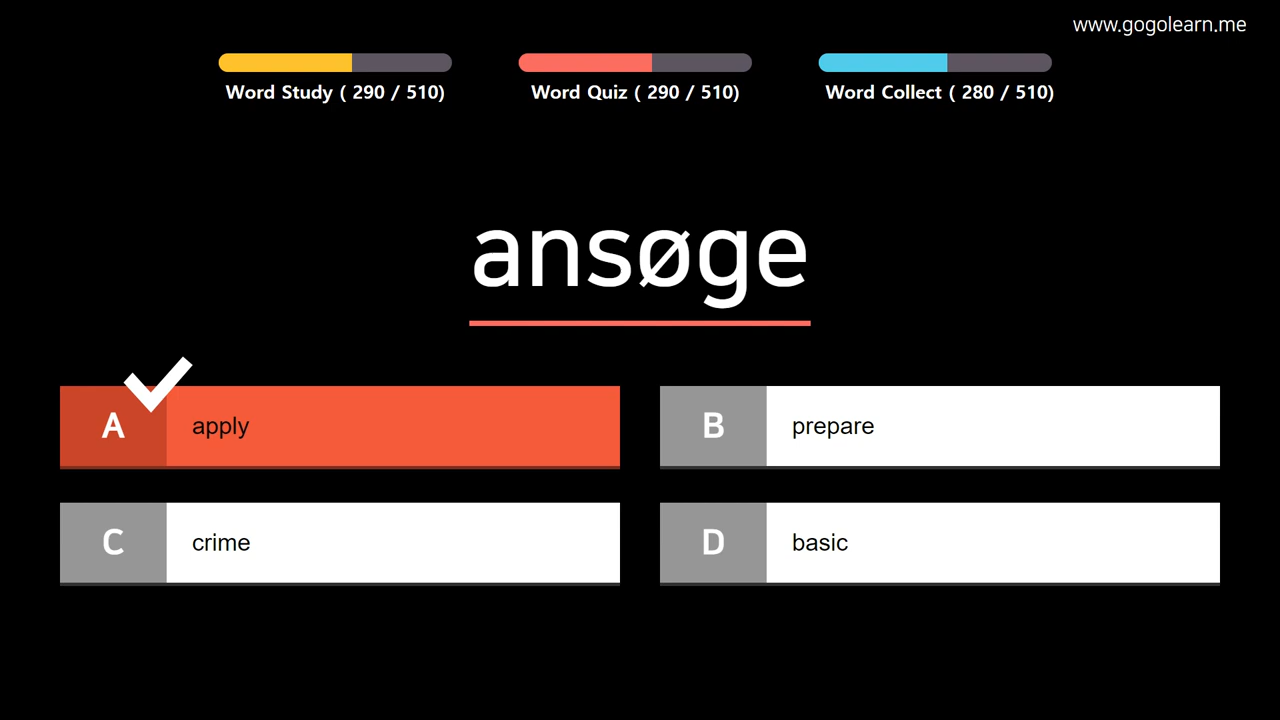 www.gogolearn.me
Word Study ( 290 / 510)
Word Quiz ( 290 / 510)
Word Collect ( 280 / 510)
ansøge
A apply
B prepare
C crime
D basic